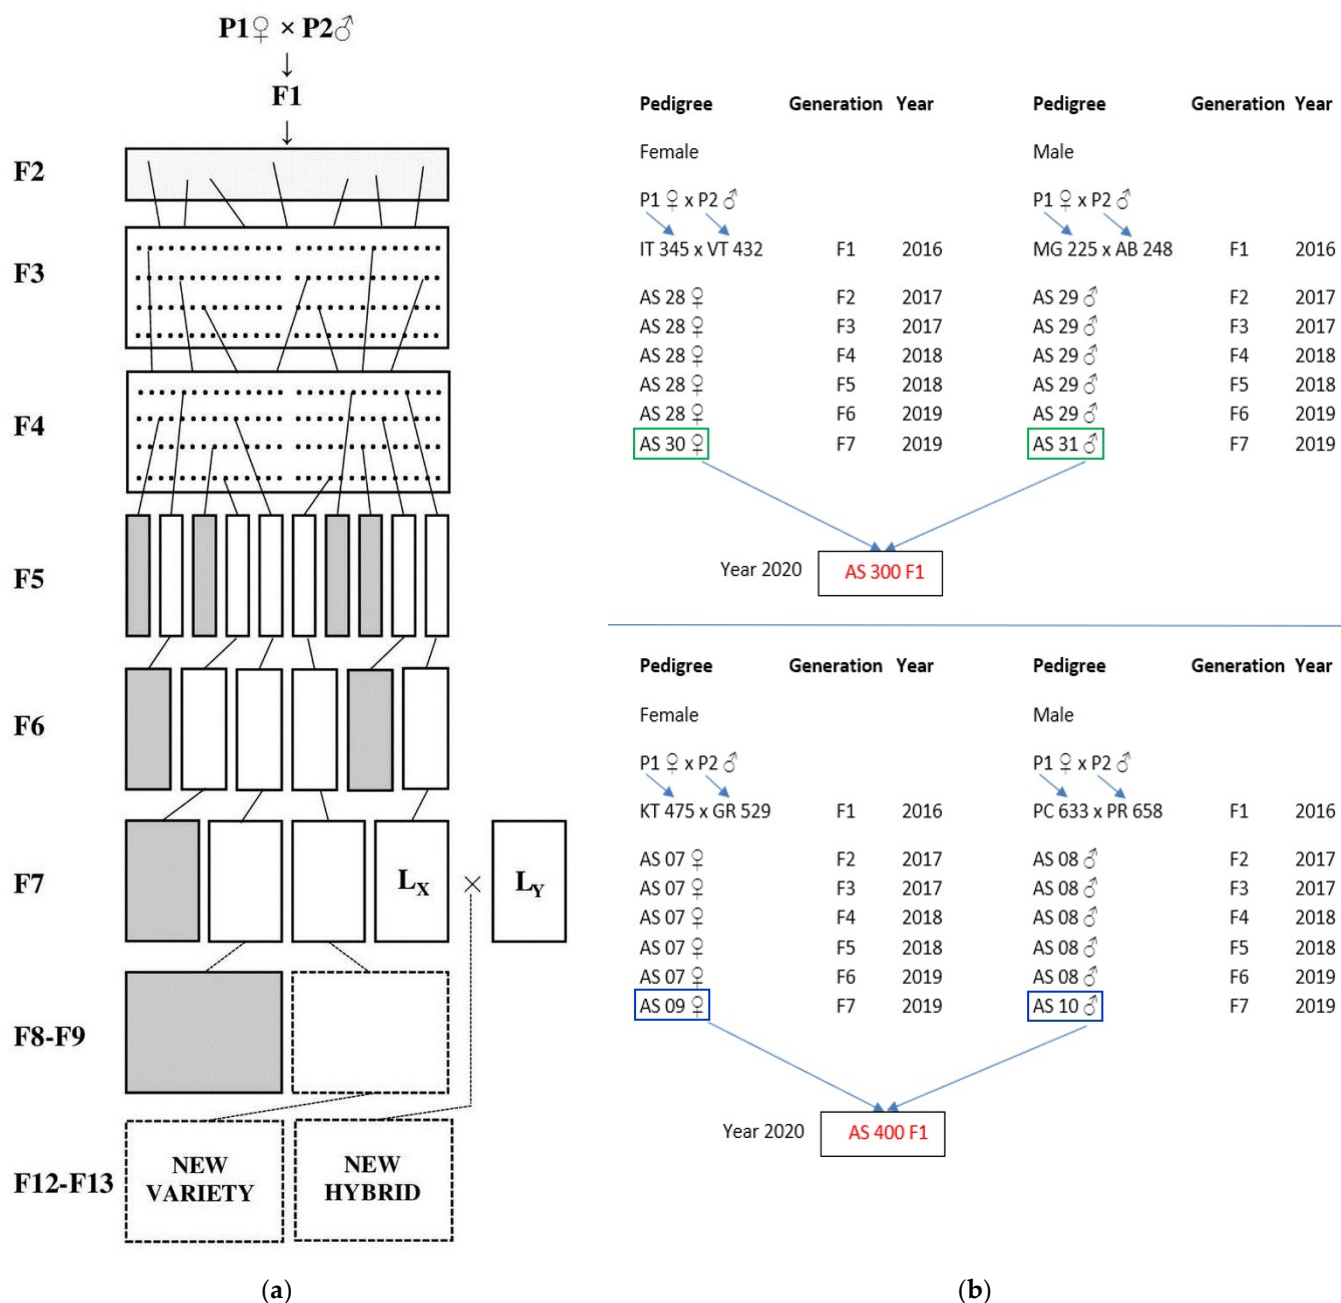 P1♀ × P2♂
↓
F1
↓
F2
F3
F4
F5
F6
F7
L_X × L_Y
F8-F9
F12-F13
NEW VARIETY
NEW HYBRID
(a)
Pedigree Generation Year Pedigree Generation Year
Female Male
P1 ♀ x P2 ♂ P1 ♀ x P2 ♂
IT 345 x VT 432 F1 2016 MG 225 x AB 248 F1 2016
AS 28 ♀ F2 2017 AS 29 ♂ F2 2017
AS 28 ♀ F3 2017 AS 29 ♂ F3 2017
AS 28 ♀ F4 2018 AS 29 ♂ F4 2018
AS 28 ♀ F5 2018 AS 29 ♂ F5 2018
AS 28 ♀ F6 2019 AS 29 ♂ F6 2019
AS 30 ♀ F7 2019 AS 31 ♂ F7 2019
Year 2020 AS 300 F1
Pedigree Generation Year Pedigree Generation Year
Female Male
P1 ♀ x P2 ♂ P1 ♀ x P2 ♂
KT 475 x GR 529 F1 2016 PC 633 x PR 658 F1 2016
AS 07 ♀ F2 2017 AS 08 ♂ F2 2017
AS 07 ♀ F3 2017 AS 08 ♂ F3 2017
AS 07 ♀ F4 2018 AS 08 ♂ F4 2018
AS 07 ♀ F5 2018 AS 08 ♂ F5 2018
AS 07 ♀ F6 2019 AS 08 ♂ F6 2019
AS 09 ♀ F7 2019 AS 10 ♂ F7 2019
Year 2020 AS 400 F1
(b)